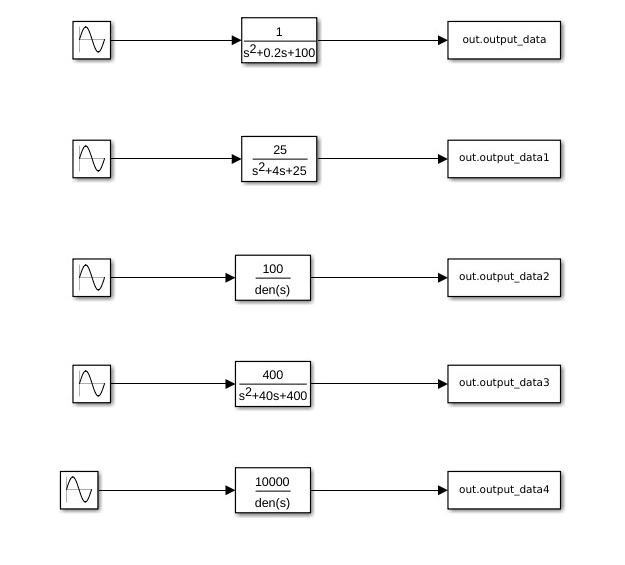 1
s²+0.2s+100
out.output_data
25
s²+4s+25
out.output_data1
100
den(s)
out.output_data2
400
s²+40s+400
out.output_data3
10000
den(s)
out.output_data4